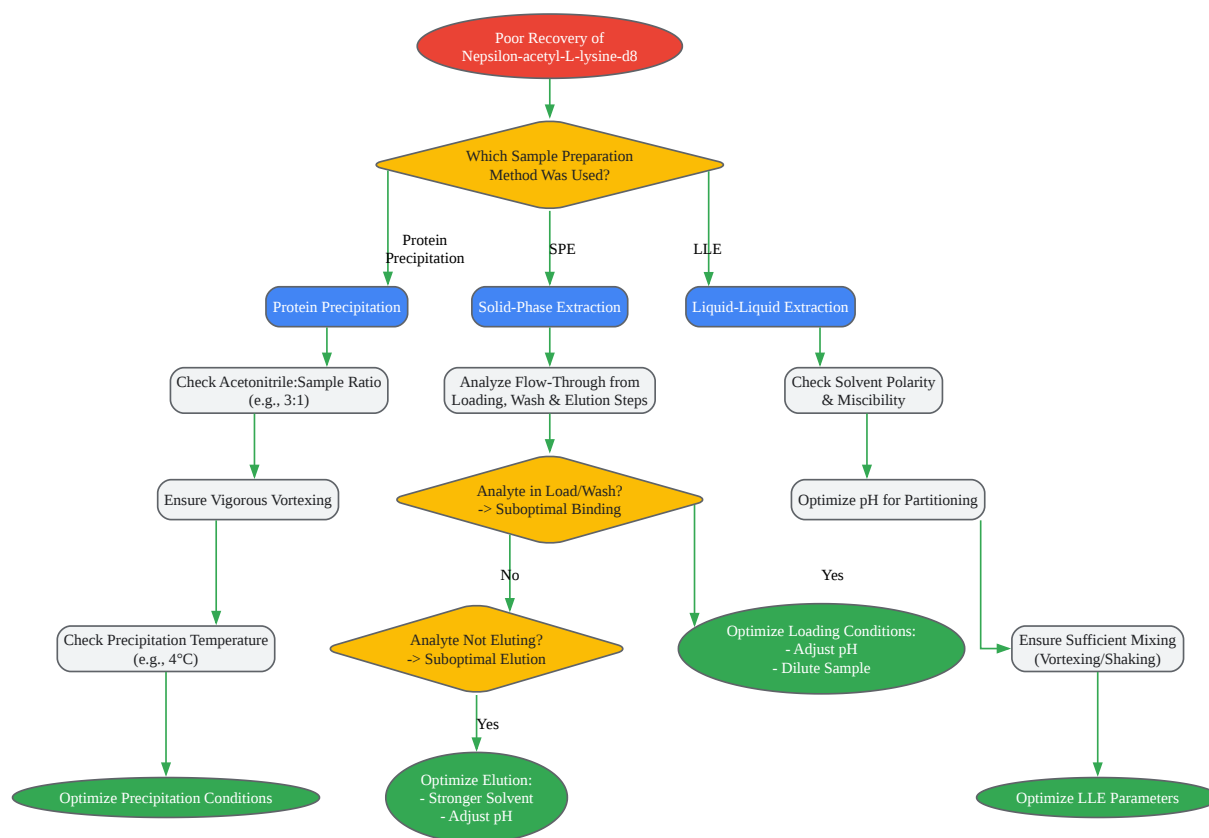 Poor Recovery of
Nepsilon-acetyl-L-lysine-d8
Which Sample Preparation
Method Was Used?
Protein
Precipitation
SPE
LLE
Protein Precipitation
Solid-Phase Extraction
Liquid-Liquid Extraction
Check Acetonitrile:Sample Ratio
(e.g., 3:1)
Analyze Flow-Through from
Loading, Wash & Elution Steps
Check Solvent Polarity
& Miscibility
Ensure Vigorous Vortexing
Analyte in Load/Wash?
-> Suboptimal Binding
Optimize pH for Partitioning
No
Yes
Check Precipitation Temperature
(e.g., 4°C)
Analyte Not Eluting?
-> Suboptimal Elution
Optimize Loading Conditions:
- Adjust pH
- Dilute Sample
Ensure Sufficient Mixing
(Vortexing/Shaking)
Yes
Optimize Precipitation Conditions
Optimize Elution:
- Stronger Solvent
- Adjust pH
Optimize LLE Parameters